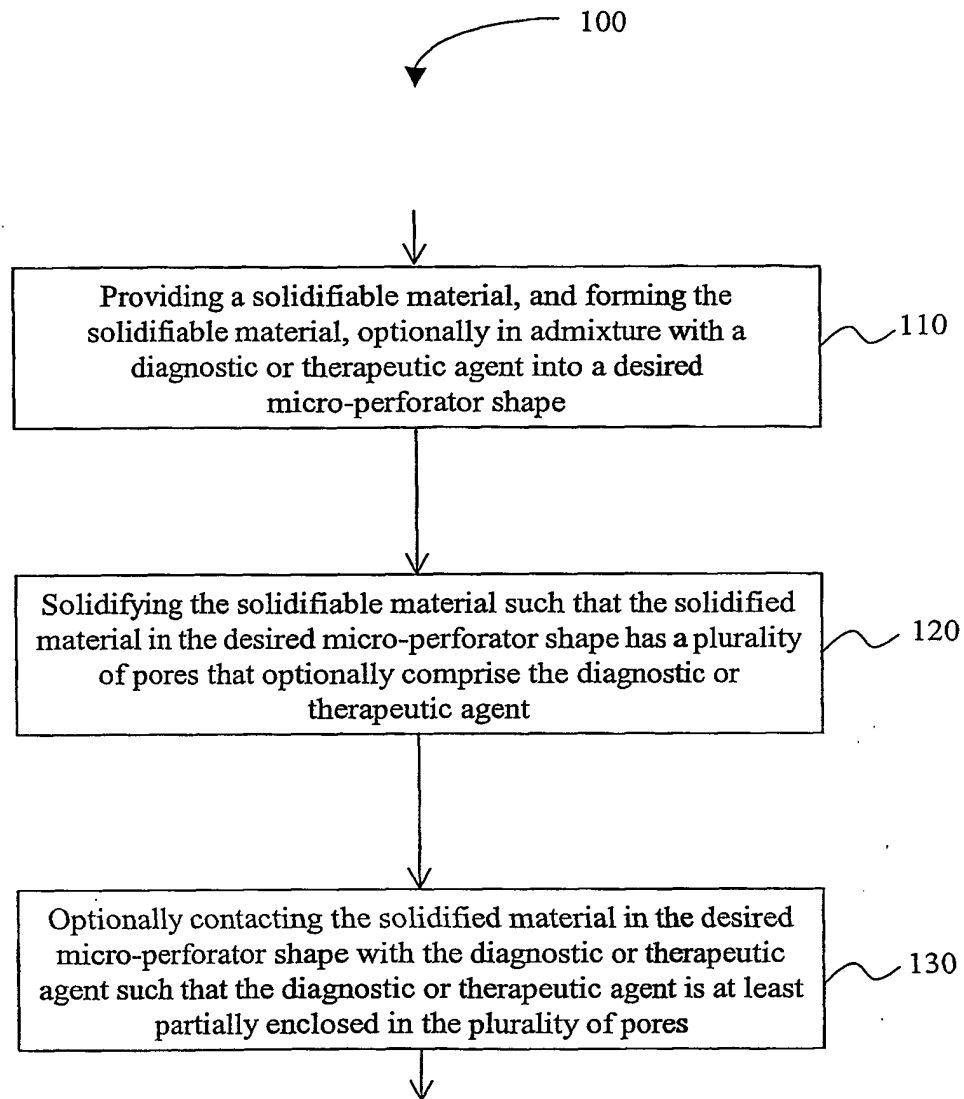 100
Providing a solidifiable material, and forming the
solidifiable material, optionally in admixture with a
diagnostic or therapeutic agent into a desired
micro-perforator shape
110
Solidifying the solidifiable material such that the solidified
material in the desired micro-perforator shape has a plurality
of pores that optionally comprise the diagnostic or
therapeutic agent
120
Optionally contacting the solidified material in the desired
micro-perforator shape with the diagnostic or therapeutic
agent such that the diagnostic or therapeutic agent is at least
partially enclosed in the plurality of pores
130